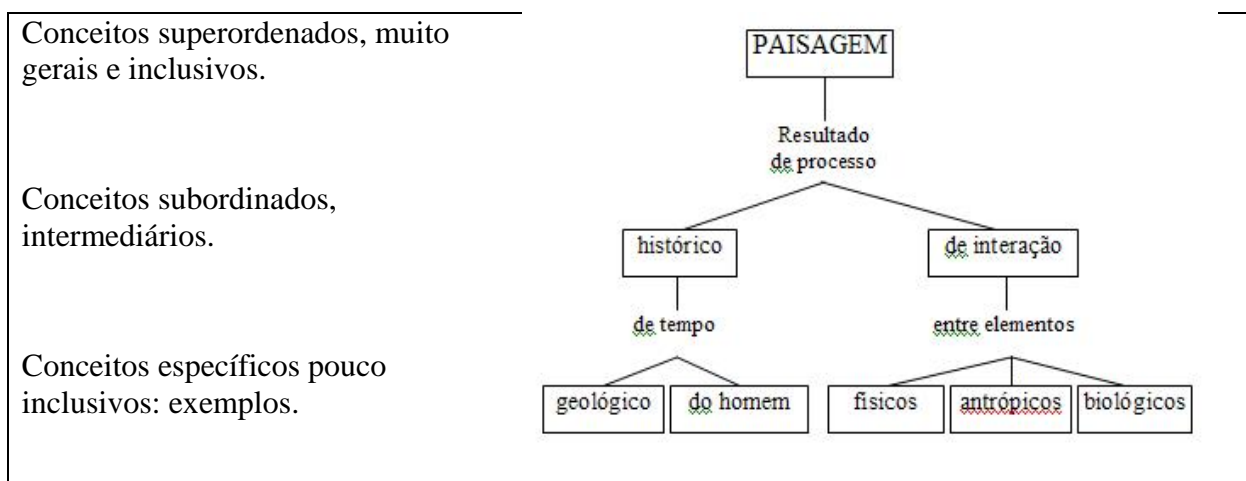 Conceitos superordenados, muito
gerais e inclusivos.
Conceitos subordinados,
intermediários.
Conceitos específicos pouco
inclusivos: exemplos.
PAISAGEM
Resultado
de processo
histórico
de interação
de tempo
entre elementos
geológico
do homem
físicos
antrópicos
biológicos